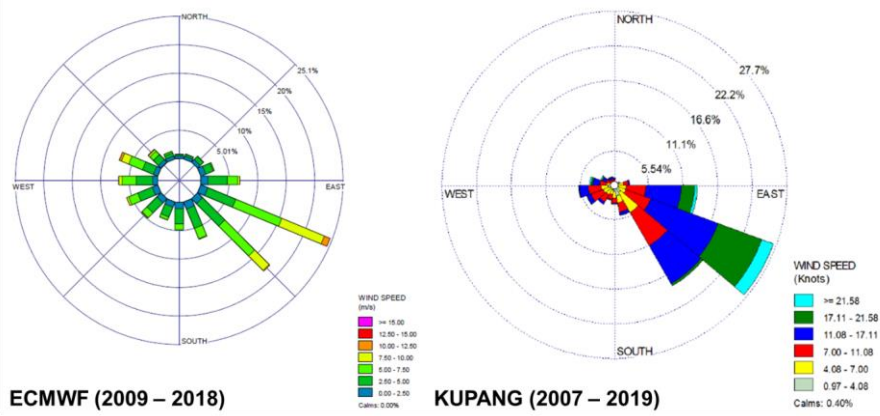 NORTH
25.1%
20%
15%
10%
5.01%
WEST
EAST
SOUTH
WIND SPEED
(m/s)
>= 15.00
12.50 - 15.00
10.00 - 12.50
7.50 - 10.00
5.00 - 7.50
2.50 - 5.00
0.00 - 2.50
Calms: 0.00%
ECMWF (2009 – 2018)
NORTH
27.7%
22.2%
16.6%
11.1%
5.54%
WEST
EAST
SOUTH
WIND SPEED
(Knots)
>= 21.58
17.11 - 21.58
11.08 - 17.11
7.00 - 11.08
4.08 - 7.00
0.97 - 4.08
Calms: 0.40%
KUPANG (2007 – 2019)